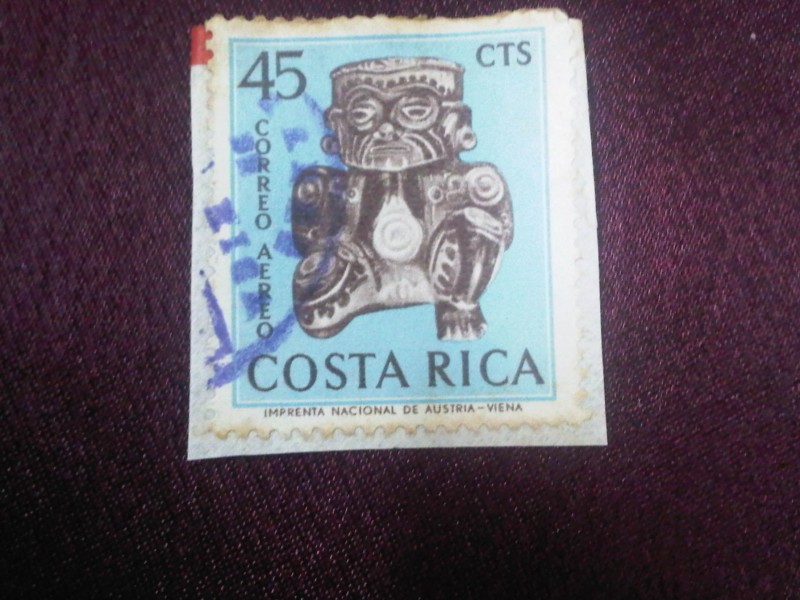 45 CTS
CORREO AEREO
COSTA RICA
IMPRENTA NACIONAL DE AUSTRIA-VIENA